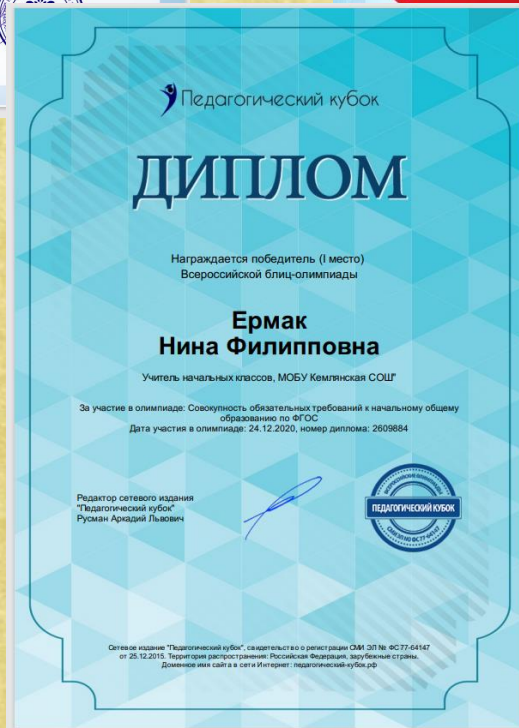 Педагогический кубок
ДИПЛОМ
Награждается победитель (I место)
Всероссийской блиц-олимпиады
Ермак
Нина Филипповна
Учитель начальных классов, МОБУ Кемлянская СОШ"
За участие в олимпиаде: Совокупность обязательных требований к начальному общему
образованию по ФГОС
Дата участия в олимпиаде: 24.12.2020, номер диплома: 2609884
Редактор сетевого издания
"Педагогический кубок"
Русман Аркадий Львович
ПЕДАГОГИЧЕСКИЙ КУБОК
Сетевое издание "Педагогический кубок", свидетельство о регистрации СМИ ЭЛ № ФС 77-64147
от 25.12.2015. Территория распространения: Российская Федерация, зарубежные страны.
Доменное имя сайта в сети Интернет: педагогический-кубок.рф